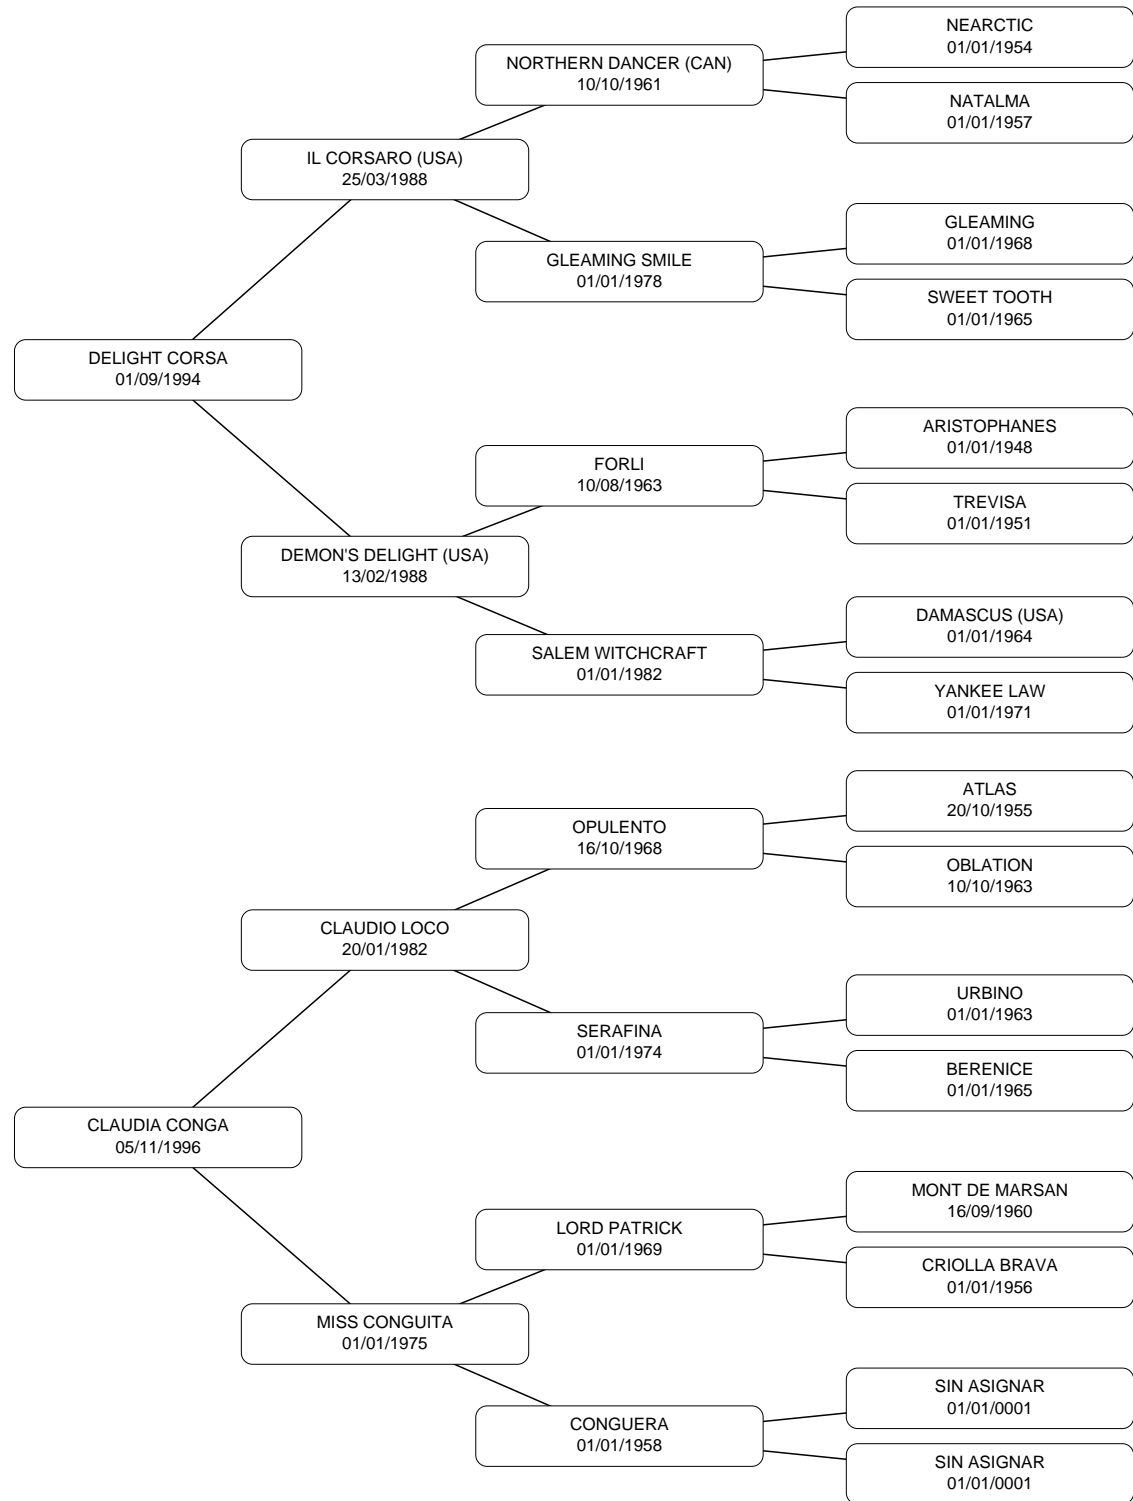 NEARCTIC
01/01/1954
NORTHERN DANCER (CAN)
10/10/1961
NATALMA
01/01/1957
IL CORSARO (USA)
25/03/1988
GLEAMING
01/01/1968
GLEAMING SMILE
01/01/1978
SWEET TOOTH
01/01/1965
DELIGHT CORSA
01/09/1994
ARISTOPHANES
01/01/1948
FORLI
10/08/1963
TREVISA
01/01/1951
DEMON'S DELIGHT (USA)
13/02/1988
DAMASCUS (USA)
01/01/1964
SALEM WITCHCRAFT
01/01/1982
YANKEE LAW
01/01/1971
ATLAS
20/10/1955
OPULENTO
16/10/1968
OBLATION
10/10/1963
CLAUDIO LOCO
20/01/1982
URBINO
01/01/1963
SERAFINA
01/01/1974
BERENICE
01/01/1965
CLAUDIA CONGA
05/11/1996
MONT DE MARSAN
16/09/1960
LORD PATRICK
01/01/1969
CRIOLLA BRAVA
01/01/1956
MISS CONGUITA
01/01/1975
SIN ASIGNAR
01/01/0001
CONGUERA
01/01/1958
SIN ASIGNAR
01/01/0001